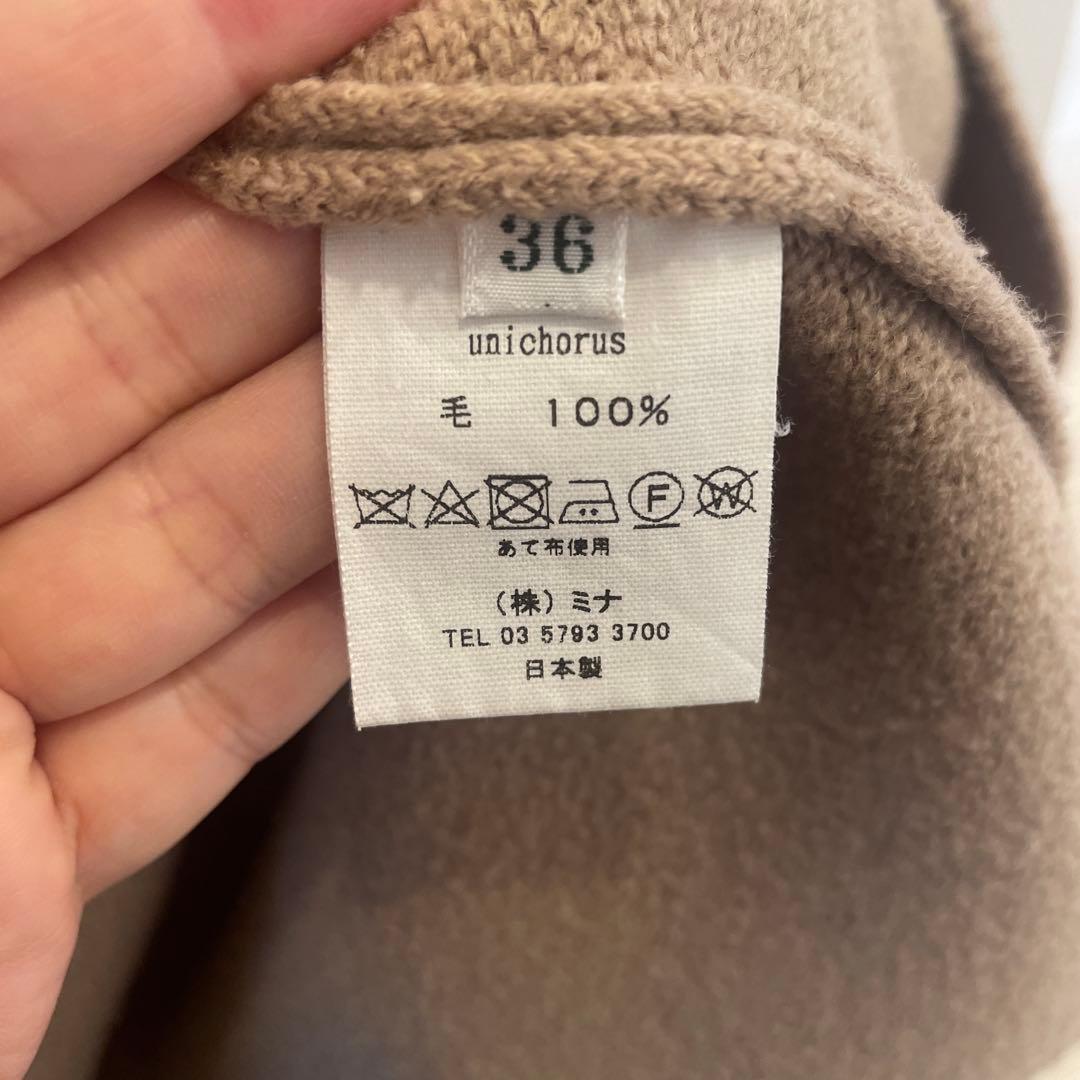 36
unichorus
毛 100%
F W
あて布使用
（株）ミナ
TEL 03 5793 3700
日本製